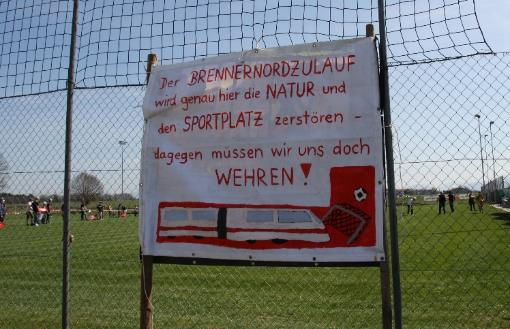 Der BRENNERNORDZULAUF
wird genau hier die NATUR und
den SPORTPLATZ zerstören -
dagegen müssen wir uns doch
WEHREN!